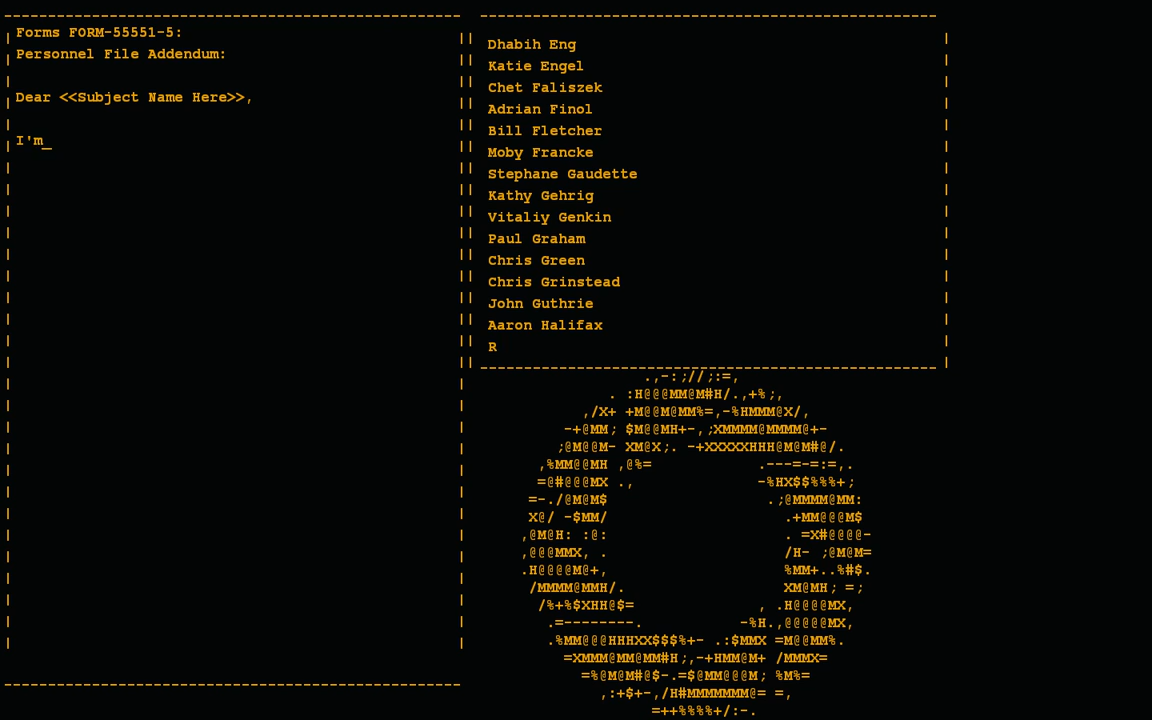 Forms FORM-55551-5:
Personnel File Addendum:
Dear <<Subject Name Here>>,
I'm_
Dhabih Eng
Katie Engel
Chet Faliszek
Adrian Finol
Bill Fletcher
Moby Francke
Stephane Gaudette
Kathy Gehrig
Vitaliy Genkin
Paul Graham
Chris Green
Chris Grinstead
John Guthrie
Aaron Halifax
R